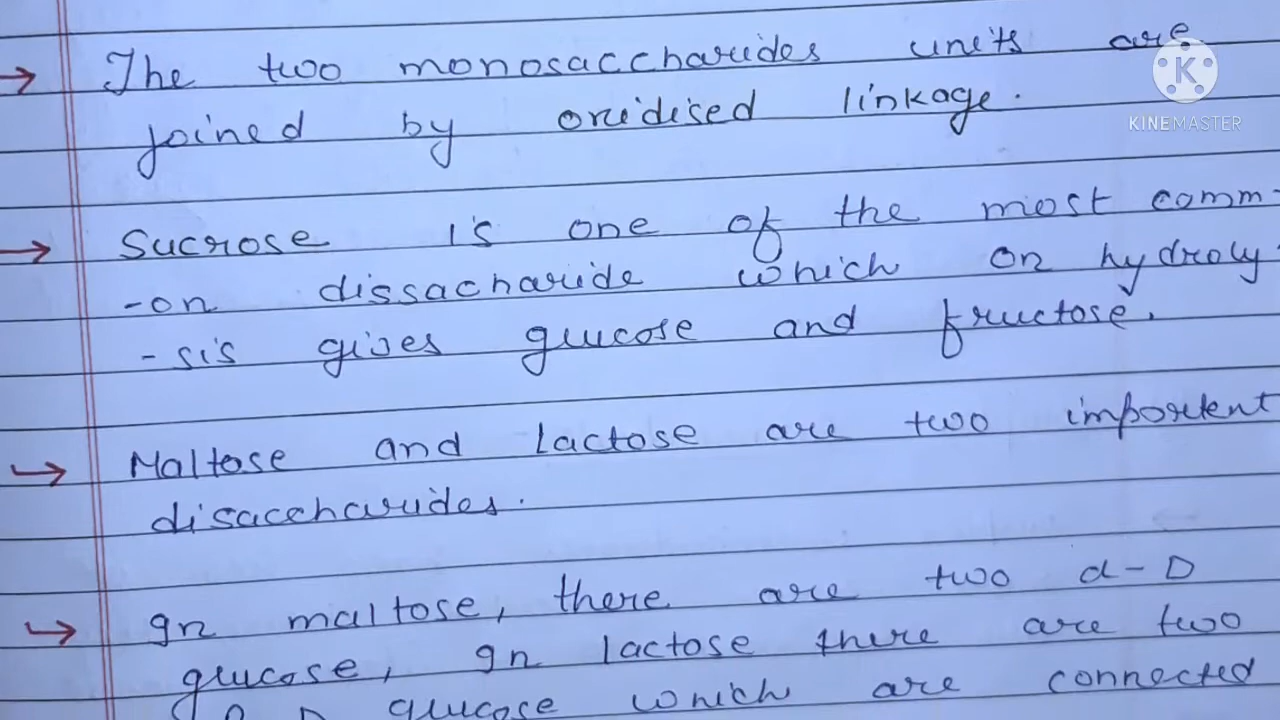 → The two monosaccharides units are
joined by oxidised linkage.
→ Sucrose is one of the most comm-
-on dissacharide which on hydroly-
-sis gives glucose and fructose.
→ Maltose and lactose are two important
disaccharides.
→ In maltose, there are two α-D
glucose, In lactose there are two
β-D glucose which are connected
K
KINEMASTER